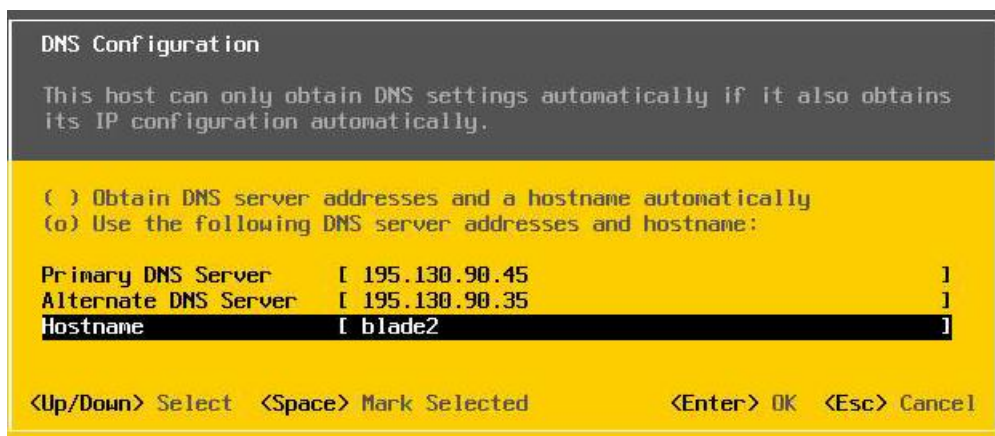 DNS Configuration
This host can only obtain DNS settings automatically if it also obtains
its IP configuration automatically.
( ) Obtain DNS server addresses and a hostname automatically
(o) Use the following DNS server addresses and hostname:
Primary DNS Server [ 195.130.90.45 ]
Alternate DNS Server [ 195.130.90.35 ]
Hostname [ blade2 ]
<Up/Down> Select <Space> Mark Selected <Enter> OK <Esc> Cancel